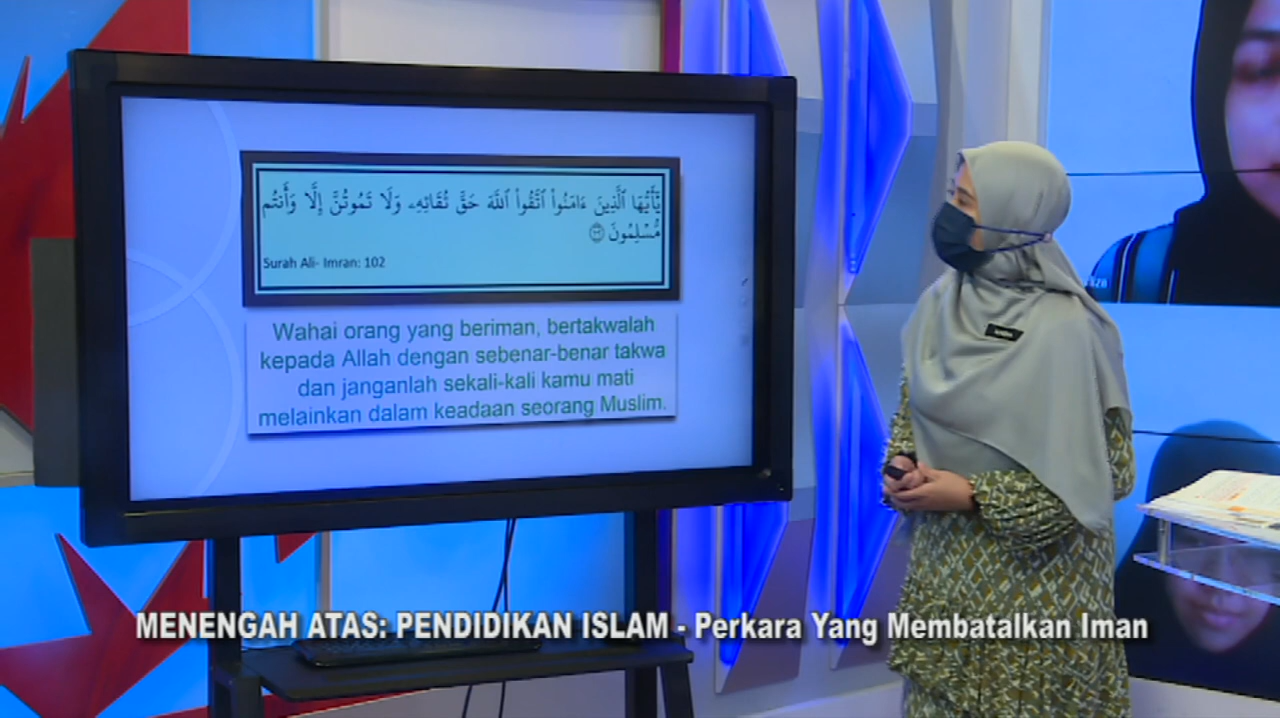 يَٰٓأَيُّهَا ٱلَّذِينَ ءَامَنُواْ ٱتَّقُواْ ٱللَّهَ حَقَّ تُقَاتِهِۦ وَلَا تَمُوتُنَّ إِلَّا وَأَنتُم
مُّسْلِمُونَ
Surah Ali- Imran: 102
Wahai orang yang beriman, bertakwalah
kepada Allah dengan sebenar-benar takwa
dan janganlah sekali-kali kamu mati
melainkan dalam keadaan seorang Muslim.
MENENGAH ATAS: PENDIDIKAN ISLAM - Perkara Yang Membatalkan Iman